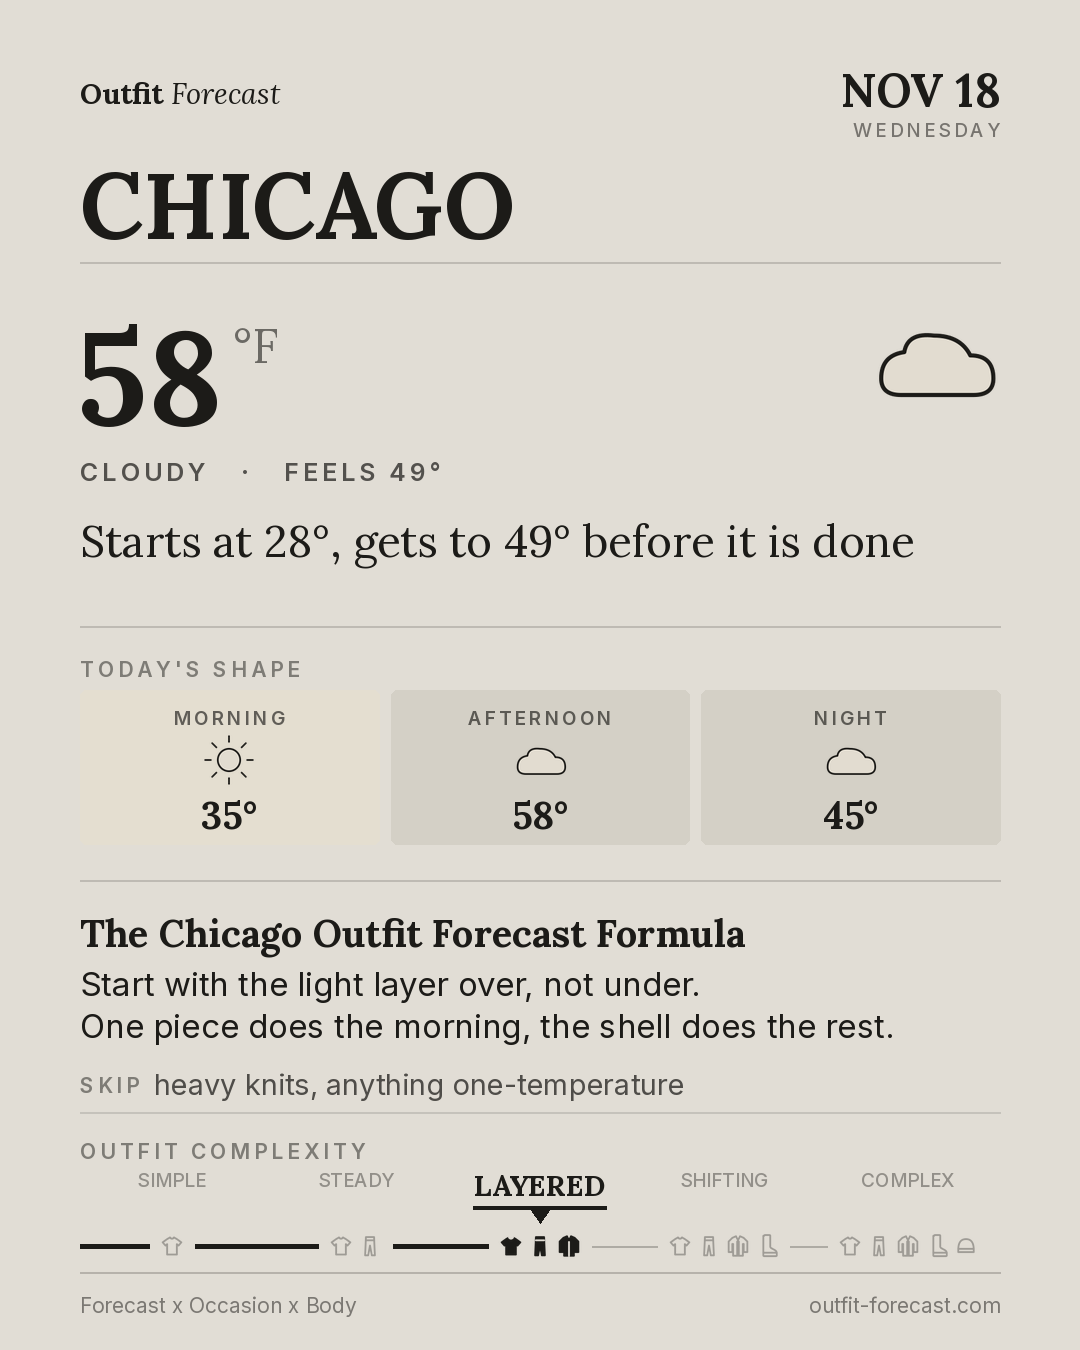 Outfit Forecast
NOV 18
WEDNESDAY
CHICAGO
58 °F
CLOUDY · FEELS 49°
Starts at 28°, gets to 49° before it is done
TODAY'S SHAPE
MORNING
35°
AFTERNOON
58°
NIGHT
45°
The Chicago Outfit Forecast Formula
Start with the light layer over, not under.
One piece does the morning, the shell does the rest.
SKIP heavy knits, anything one-temperature
OUTFIT COMPLEXITY
SIMPLE STEADY LAYERED SHIFTING COMPLEX
Forecast x Occasion x Body
outfit-forecast.com